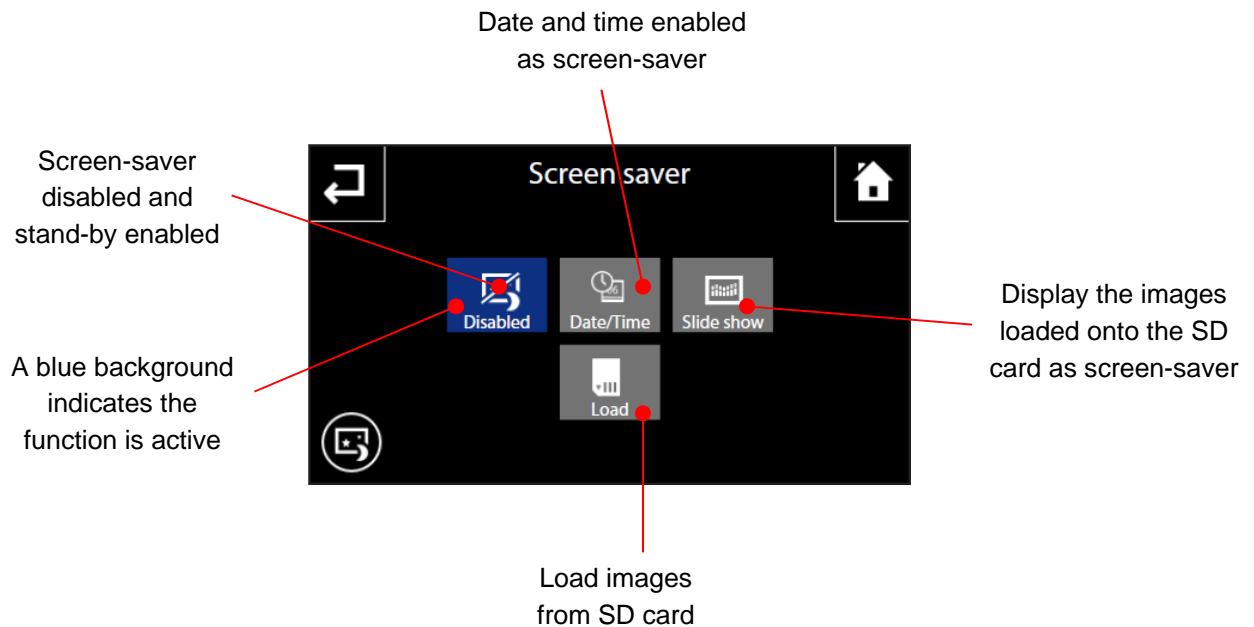 Date and time enabled
as screen-saver
Screen-saver
disabled and
stand-by enabled
Screen saver
Disabled
Date/Time
Slide show
Display the images
loaded onto the SD
card as screen-saver
A blue background
indicates the
function is active
Load
Load images
from SD card